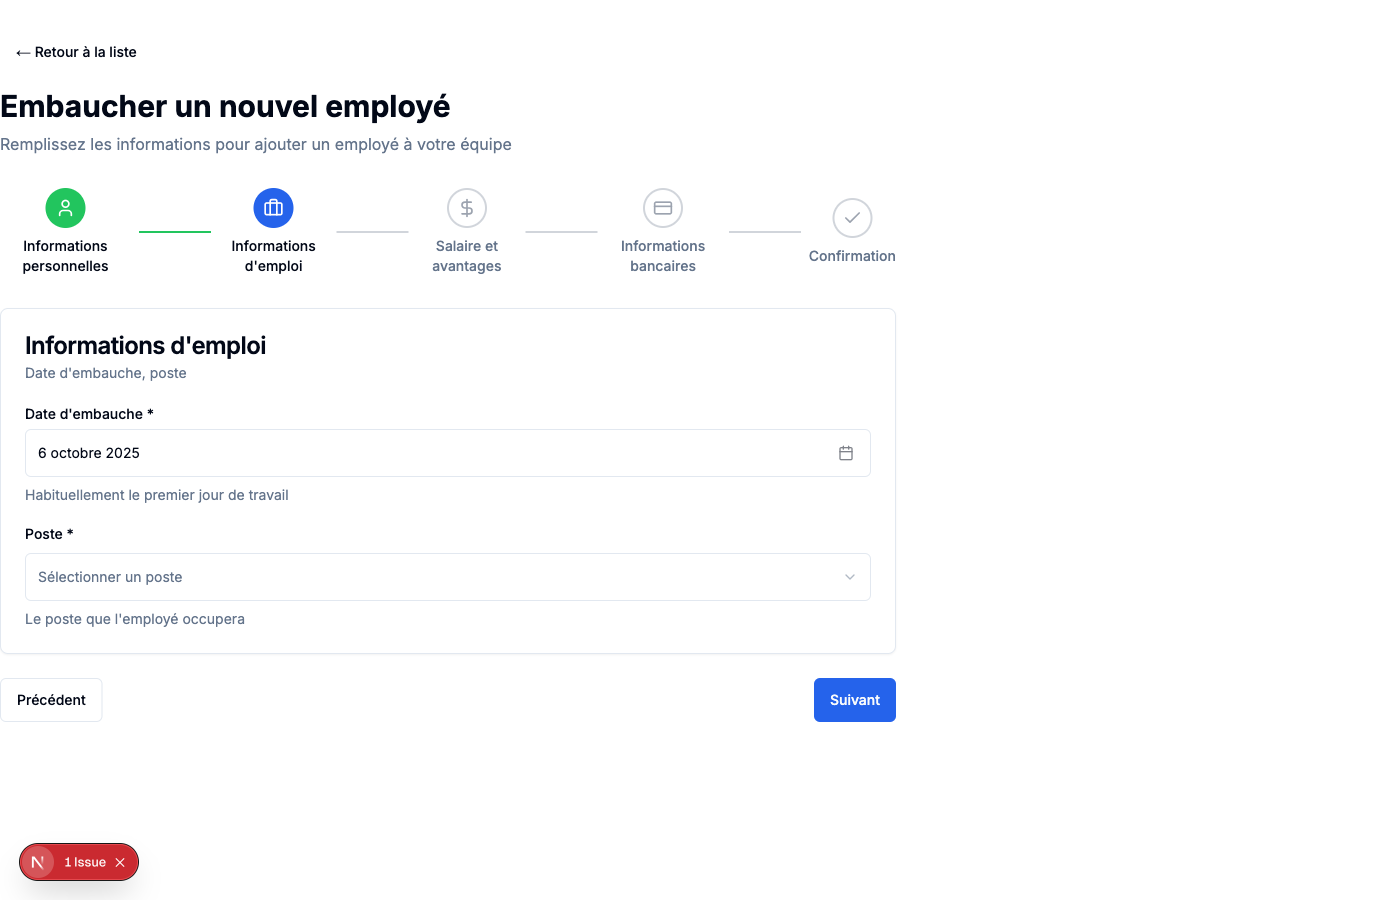 ← Retour à la liste
Embaucher un nouvel employé
Remplissez les informations pour ajouter un employé à votre équipe
Informations
personnelles
Informations
d'emploi
Salaire et
avantages
Informations
bancaires
Confirmation
Informations d'emploi
Date d'embauche, poste
Date d'embauche *
6 octobre 2025
Habituellement le premier jour de travail
Poste *
Sélectionner un poste
Le poste que l'employé occupera
Précédent
Suivant
N 1 Issue